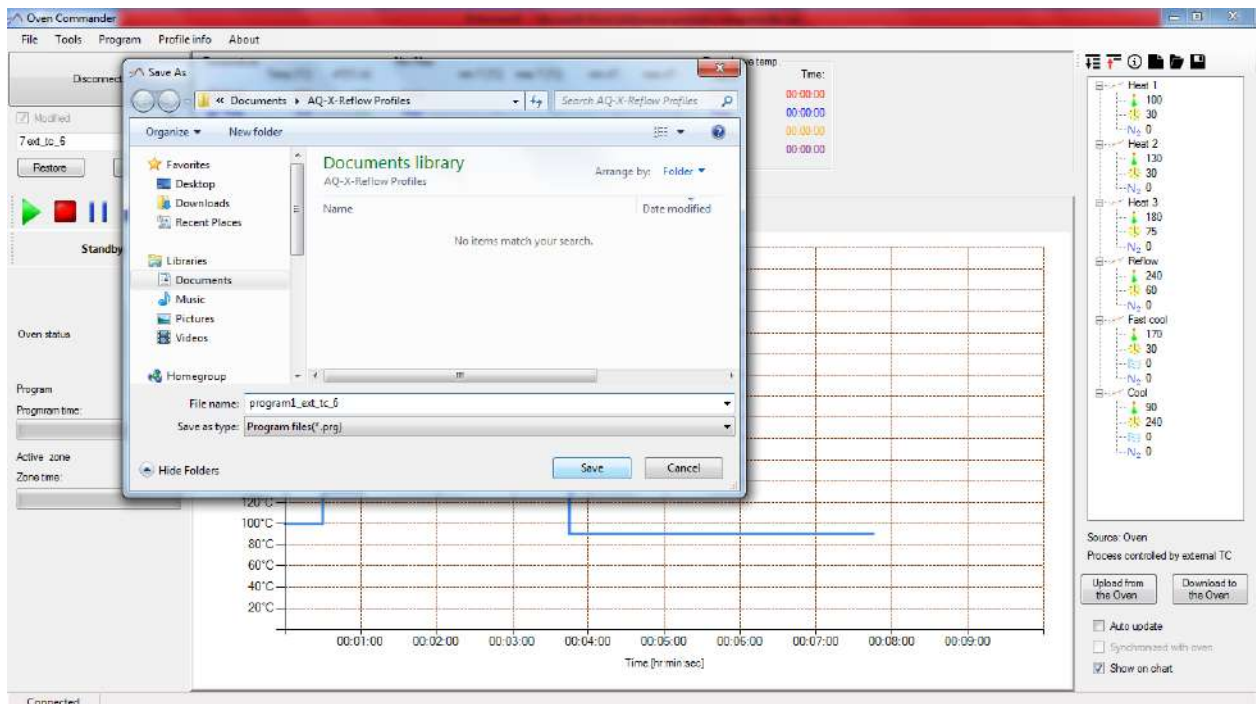 Oven Commander
File Tools Program Profile info About
Disconnect
Modified
7 ext_tc_6
Restore
Standby
Oven status
Program
Programm time:
Active zone
Zone time:
Connected
Save As
« Documents ▸ AQ-X-Reflow Profiles
Search AQ-X-Reflow Profiles
Organize
New folder
Favorites
Desktop
Downloads
Recent Places
Libraries
Documents
Music
Pictures
Videos
Homegroup
Documents library
AQ-X-Reflow Profiles
Arrange by: Folder
Name
Date modified
No items match your search.
File name: program1_ext_tc_6
Save as type: Program files(*.prg)
Hide Folders
Save
Cancel
temp
Time:
00:00:00
00:00:00
00:00:00
00:00:00
120°C
100°C
80°C
60°C
40°C
20°C
00:01:00 00:02:00 00:03:00 00:04:00 00:05:00 00:06:00 00:07:00 00:08:00 00:09:00
Time [hr:min:sec]
Heat 1
100
30
N₂ 0
Heat 2
130
30
N₂ 0
Heat 3
180
75
N₂ 0
Reflow
240
60
N₂ 0
Fast cool
170
30
0
N₂ 0
Cool
90
240
0
N₂ 0
Source: Oven
Process controlled by external TC
Upload from
the Oven
Download to
the Oven
Auto update
Synchronized with oven
Show on chart